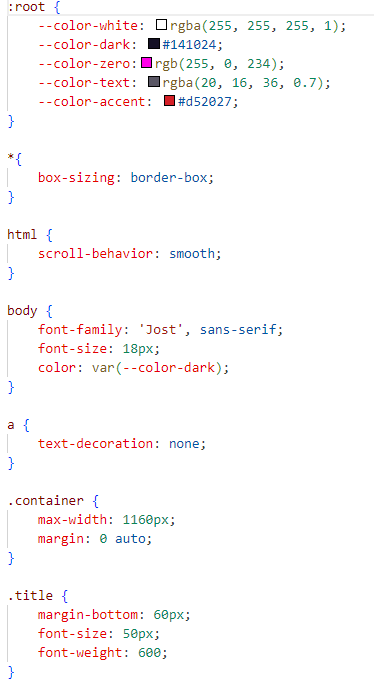 :root {
--color-white: rgba(255, 255, 255, 1);
--color-dark: #141024;
--color-zero:rgb(255, 0, 234);
--color-text: rgba(20, 16, 36, 0.7);
--color-accent: #d52027;
}
*{
box-sizing: border-box;
}
html {
scroll-behavior: smooth;
}
body {
font-family: 'Jost', sans-serif;
font-size: 18px;
color: var(--color-dark);
}
a {
text-decoration: none;
}
.container {
max-width: 1160px;
margin: 0 auto;
}
.title {
margin-bottom: 60px;
font-size: 50px;
font-weight: 600;
}